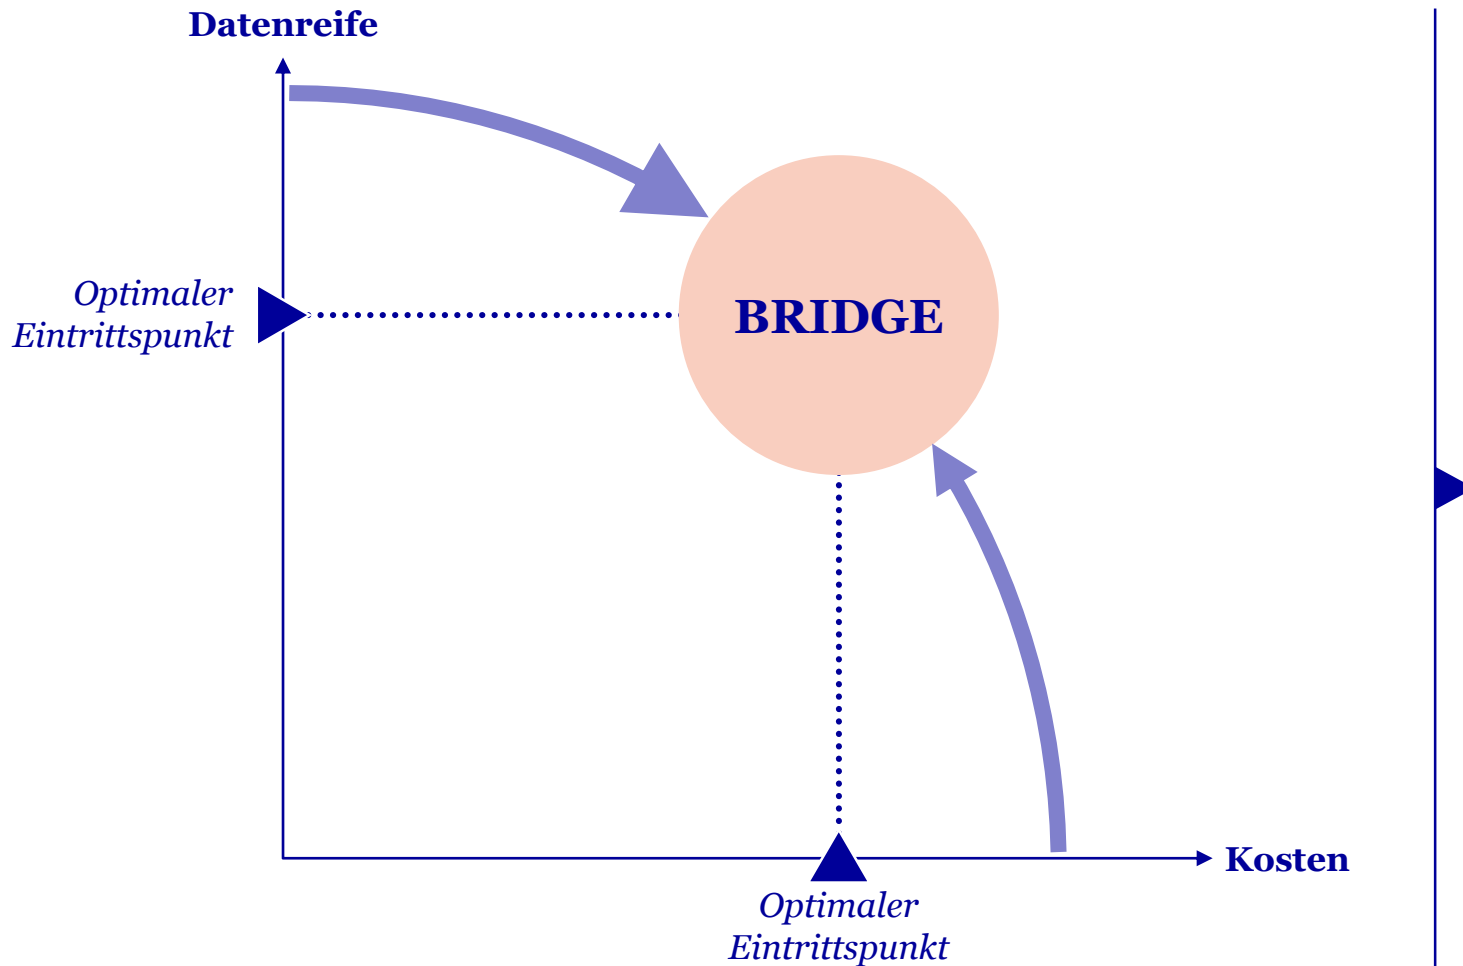 Datenreife
Optimaler
Eintrittspunkt
BRIDGE
Kosten
Optimaler
Eintrittspunkt